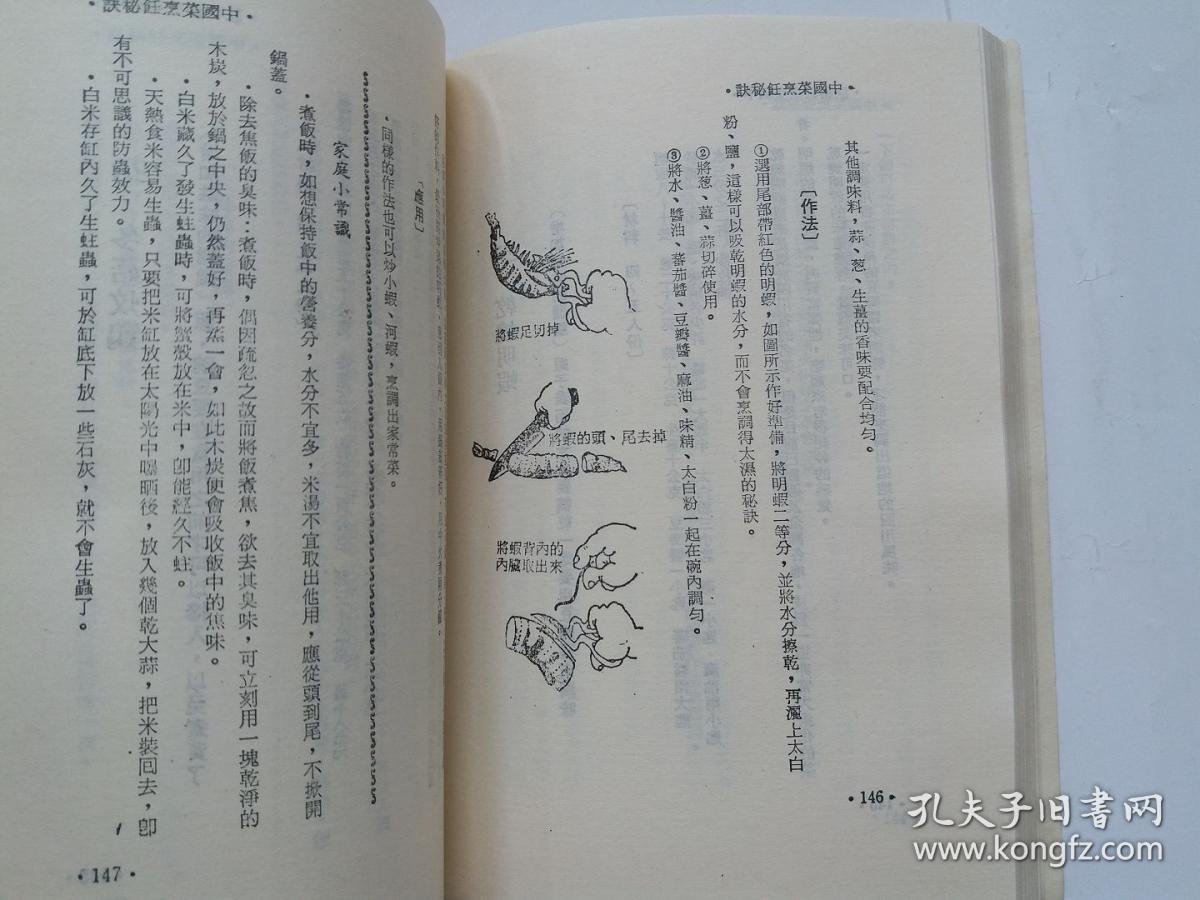 ·中國菜烹飪秘訣·
其他調味料，蒜、葱、生薑的香味要配合均勻。
〔作法〕
①選用尾部帶紅色的明蝦，如圖所示作好準備，將明蝦二等分，並將水分擦乾，再灑上太白
粉、鹽，這樣可以吸乾明蝦的水分，而不會烹調得太濕的秘訣。
②將葱、薑、蒜切碎使用。
③將水、醬油、蕃茄醬、豆瓣醬、麻油、味精、太白粉一起在碗內調勻。
將蝦足切掉
將蝦的頭、尾去掉
將蝦背內的
內臟取出來
·146·
〔應用〕
·同樣的作法也可以炒小蝦、河蝦，烹調出家常菜。
家庭小常識
·煮飯時，如想保持飯中的營養分，水分不宜多，米湯不宜取出他用，應從頭到尾，不掀開
鍋蓋。
·除去焦飯的臭味：煮飯時，偶因疏忽之故而將飯煮焦，欲去其臭味，可立刻用一塊乾淨的
木炭，放於鍋之中央，仍然蓋好，再蒸一會，如此木炭便會吸收飯中的焦味。
·白米藏久了發生蛀蟲時，可將蟹殼放在米中，卽能經久不蛀。
·天熱食米容易生蟲，只要把米缸放在太陽光中曝晒後，放入幾個乾大蒜，把米裝回去，卽
有不可思議的防蟲效力。
·白米存缸內久了生蛀蟲，可於缸底下放一些石灰，就不會生蟲了。
·中國菜烹飪秘訣·
·147·
孔夫子旧书网
www.kongfz.com